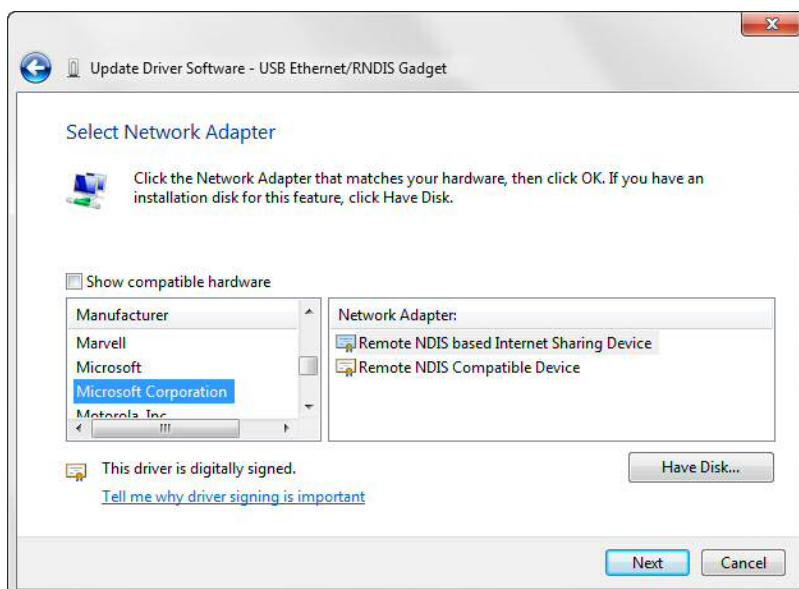 Update Driver Software - USB Ethernet/RNDIS Gadget
Select Network Adapter
Click the Network Adapter that matches your hardware, then click OK. If you have an
installation disk for this feature, click Have Disk.
Show compatible hardware
Manufacturer
Marvell
Microsoft
Microsoft Corporation
Motorola, Inc.
Network Adapter:
Remote NDIS based Internet Sharing Device
Remote NDIS Compatible Device
This driver is digitally signed.
Tell me why driver signing is important
Have Disk...
Next
Cancel